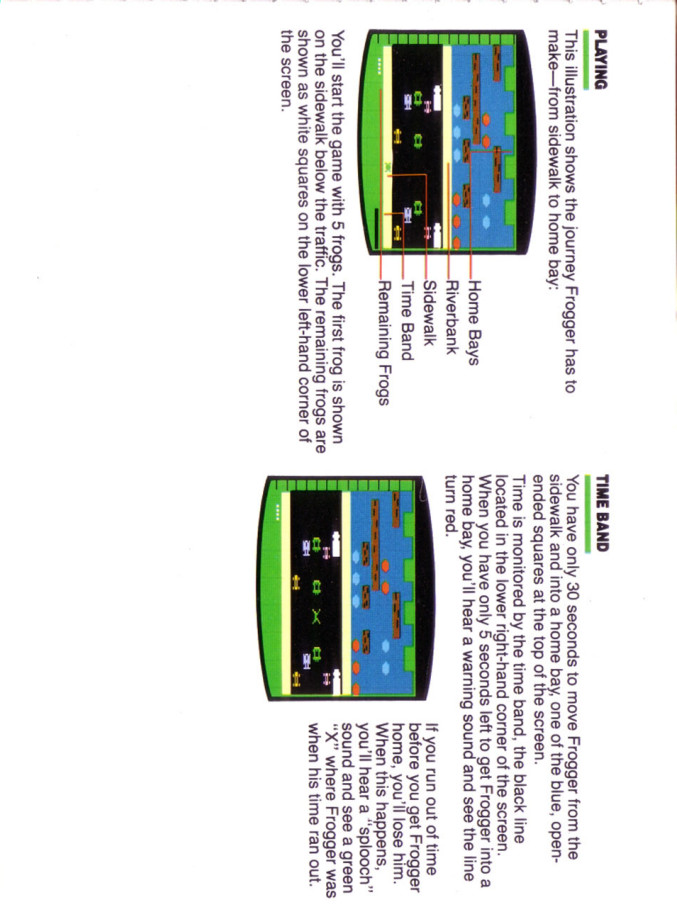 PLAYING
This illustration shows the journey Frogger has to
make—from sidewalk to home bay:
Home Bays
Riverbank
Sidewalk
Time Band
Remaining Frogs
You'll start the game with 5 frogs. The first frog is shown
on the sidewalk below the traffic. The remaining frogs are
shown as white squares on the lower left-hand corner of
the screen.
TIME BAND
You have only 30 seconds to move Frogger from the
sidewalk and into a home bay, one of the blue, open-
ended squares at the top of the screen.
Time is monitored by the time band, the black line
located in the lower right-hand corner of the screen.
When you have only 5 seconds left to get Frogger into a
home bay, you'll hear a warning sound and see the line
turn red.
If you run out of time
before you get Frogger
home, you'll lose him.
When this happens,
you'll hear a "splooch"
sound and see a green
"X" where Frogger was
when his time ran out.